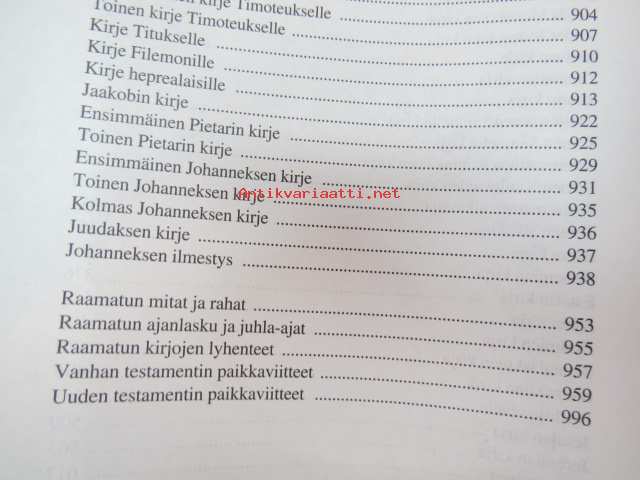 kirje Timoteukselle 904
Toinen kirje Timoteukselle 907
Kirje Titukselle 910
Kirje Filemonille 912
Kirje heprealaisille 913
Jaakobin kirje 922
Ensimmäinen Pietarin kirje 925
Toinen Pietarin kirje 929
Ensimmäinen Johanneksen kirje 931
Toinen Johanneksen kirje 935
Antikvariaatti.net
Kolmas Johanneksen kirje 936
Juudaksen kirje 937
Johanneksen ilmestys 938
Raamatun mitat ja rahat 953
Raamatun ajanlasku ja juhla-ajat 955
Raamatun kirjojen lyhenteet 957
Vanhan testamentin paikkaviitteet 959
Uuden testamentin paikkaviitteet 996